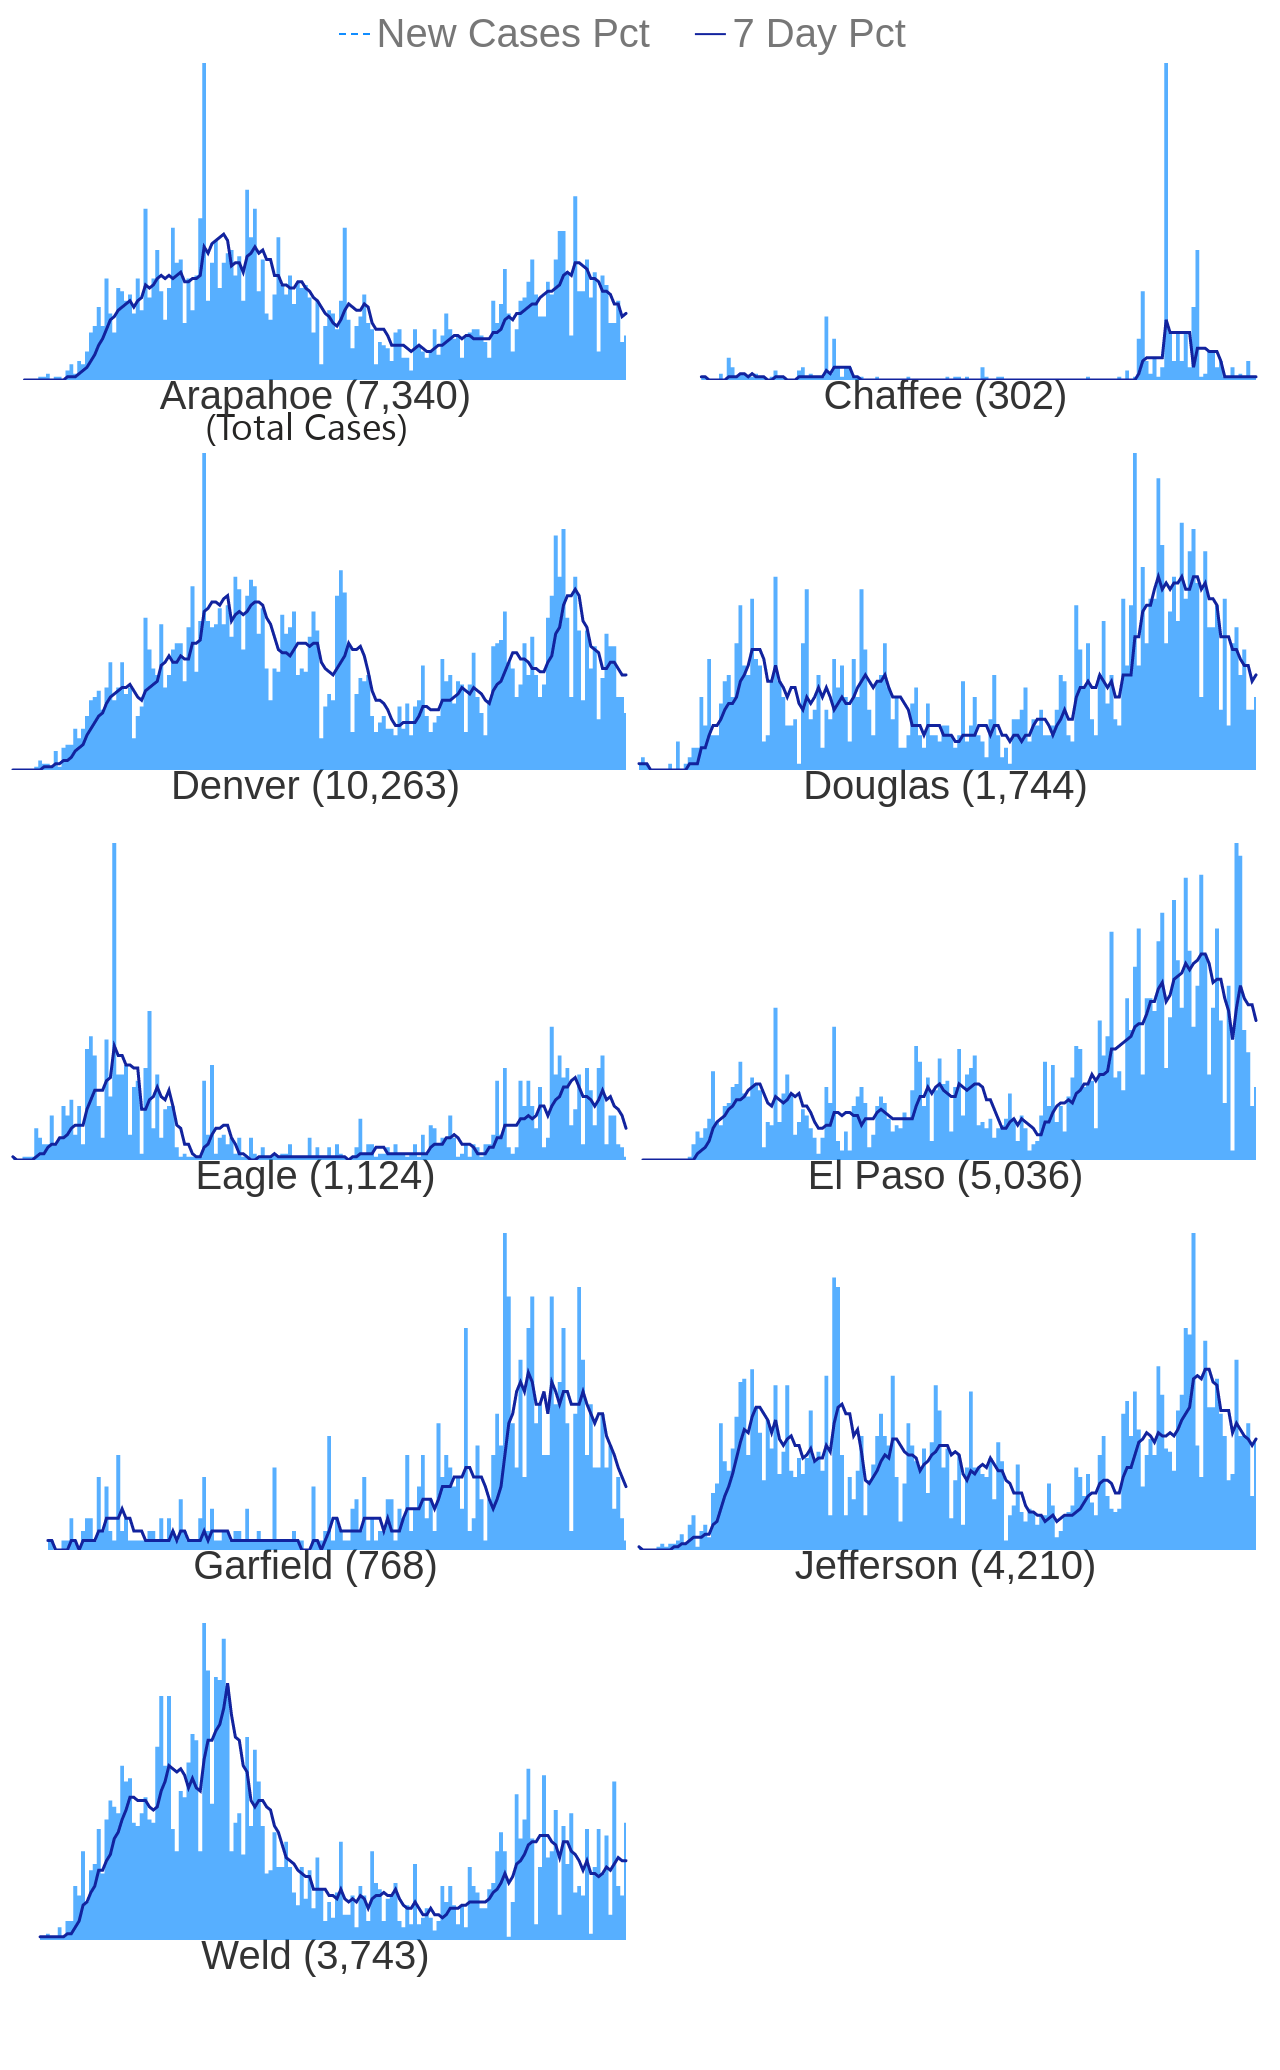 New Cases Pct 7 Day Pct
Arapahoe (7,340) Chaffee (302)
(Total Cases)
Denver (10,263) Douglas (1,744)
Eagle (1,124) El Paso (5,036)
Garfield (768) Jefferson (4,210)
Weld (3,743)